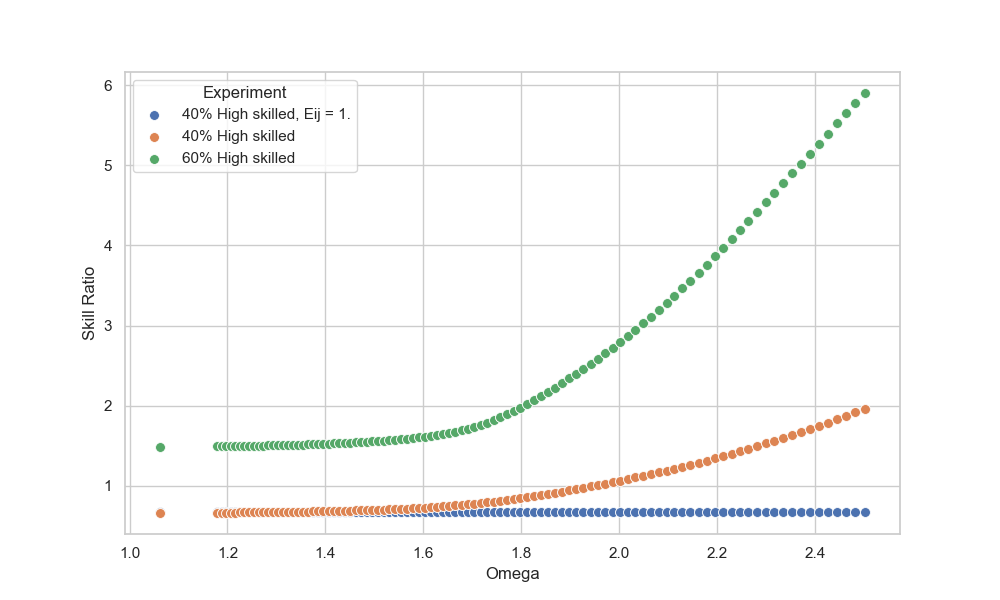 Experiment
40% High skilled, Eij = 1.
40% High skilled
60% High skilled
6
5
4
3
2
1
Skill Ratio
1.0 1.2 1.4 1.6 1.8 2.0 2.2 2.4
Omega